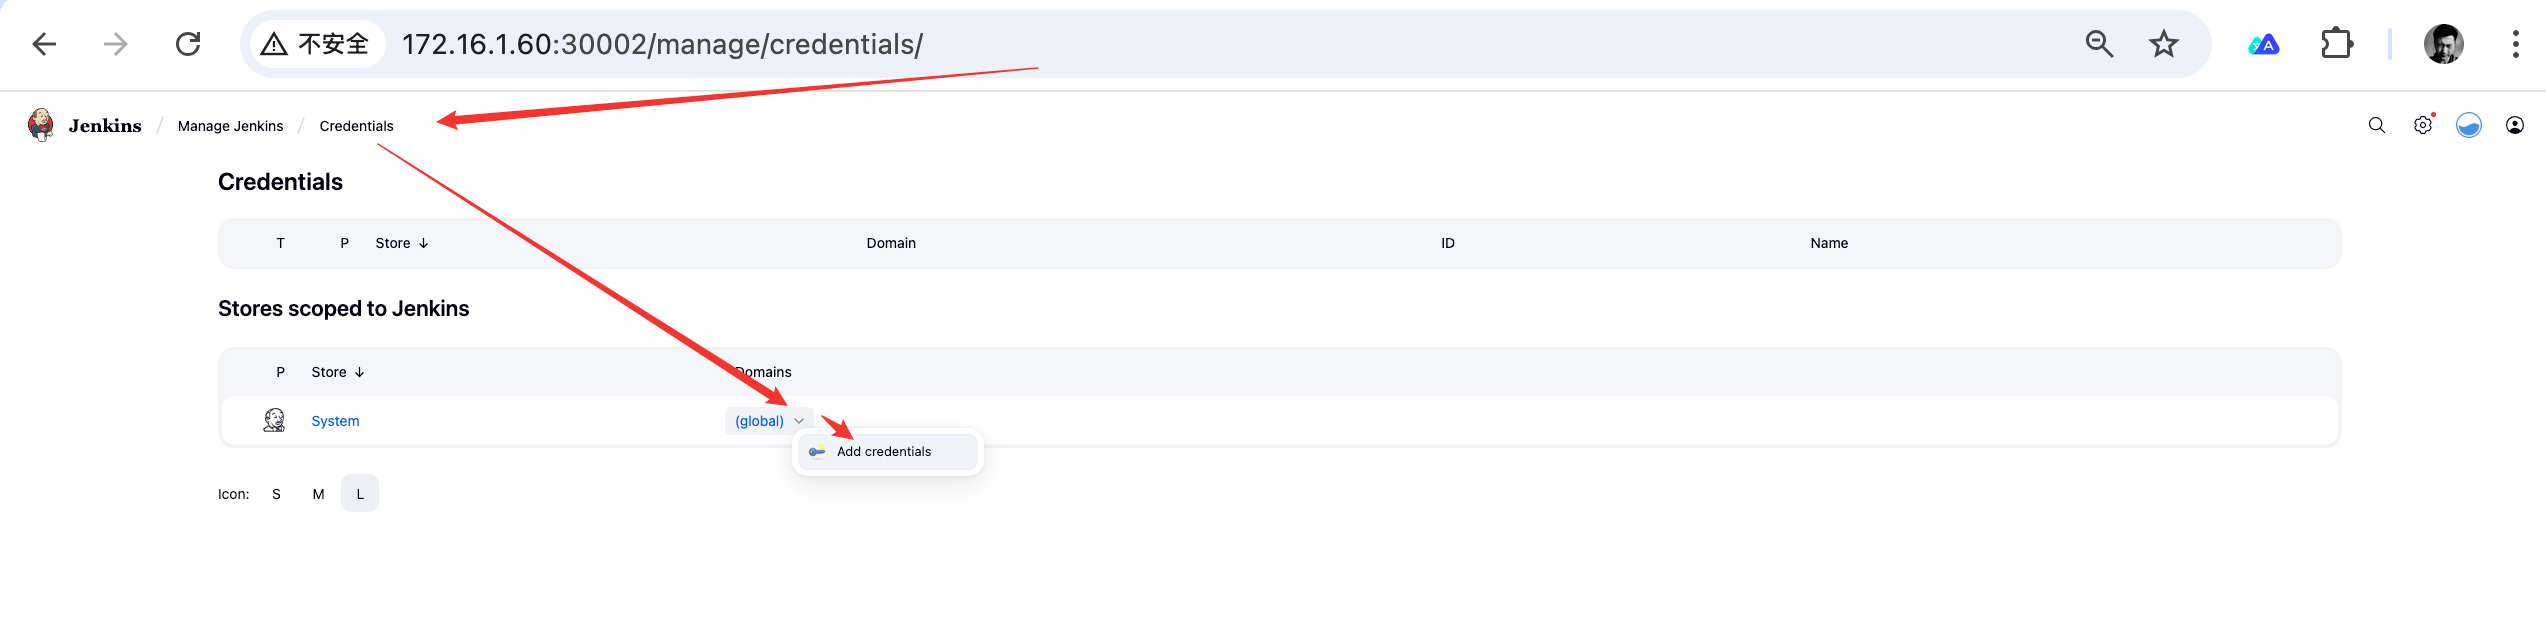 不安全 172.16.1.60:30002/manage/credentials/
Jenkins / Manage Jenkins / Credentials
Credentials
T P Store ↓ Domain ID Name
Stores scoped to Jenkins
P Store ↓ Domains
System (global)
Add credentials
Icon: S M L